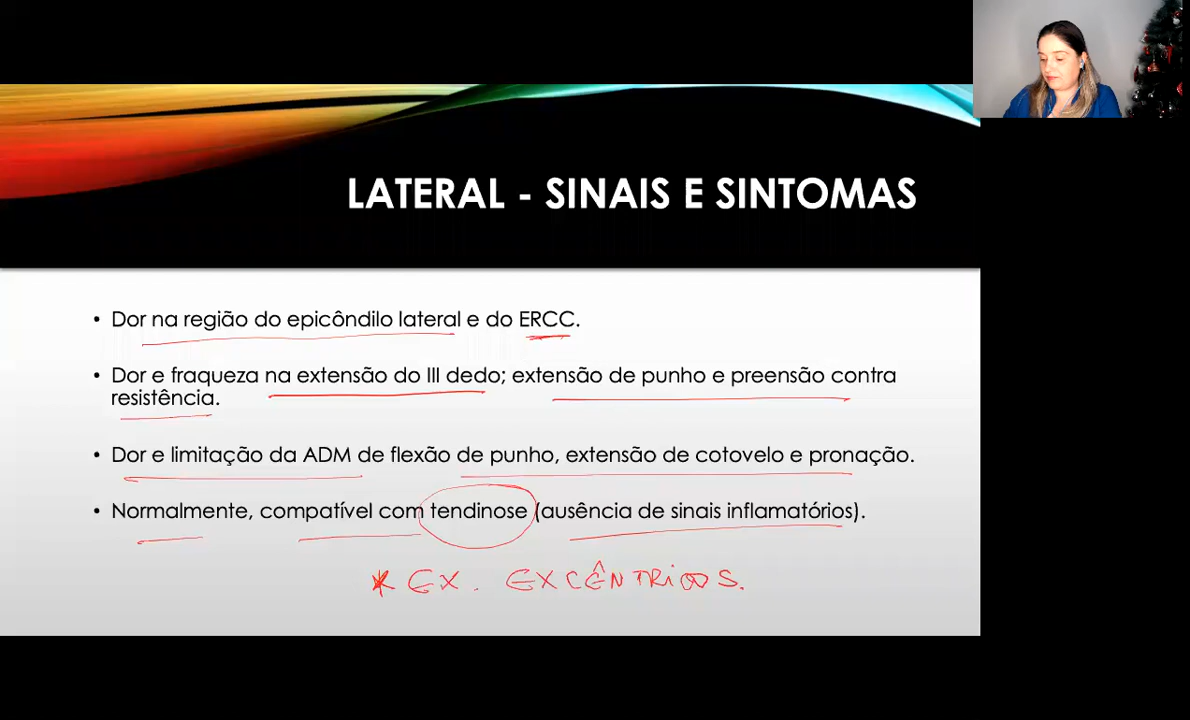 LATERAL - SINAIS E SINTOMAS
• Dor na região do epicôndilo lateral e do ERCC.
• Dor e fraqueza na extensão do III dedo; extensão de punho e preensão contra
resistência.
• Dor e limitação da ADM de flexão de punho, extensão de cotovelo e pronação.
• Normalmente, compatível com tendinose (ausência de sinais inflamatórios).
* EX. EXCÊNTRICOS.